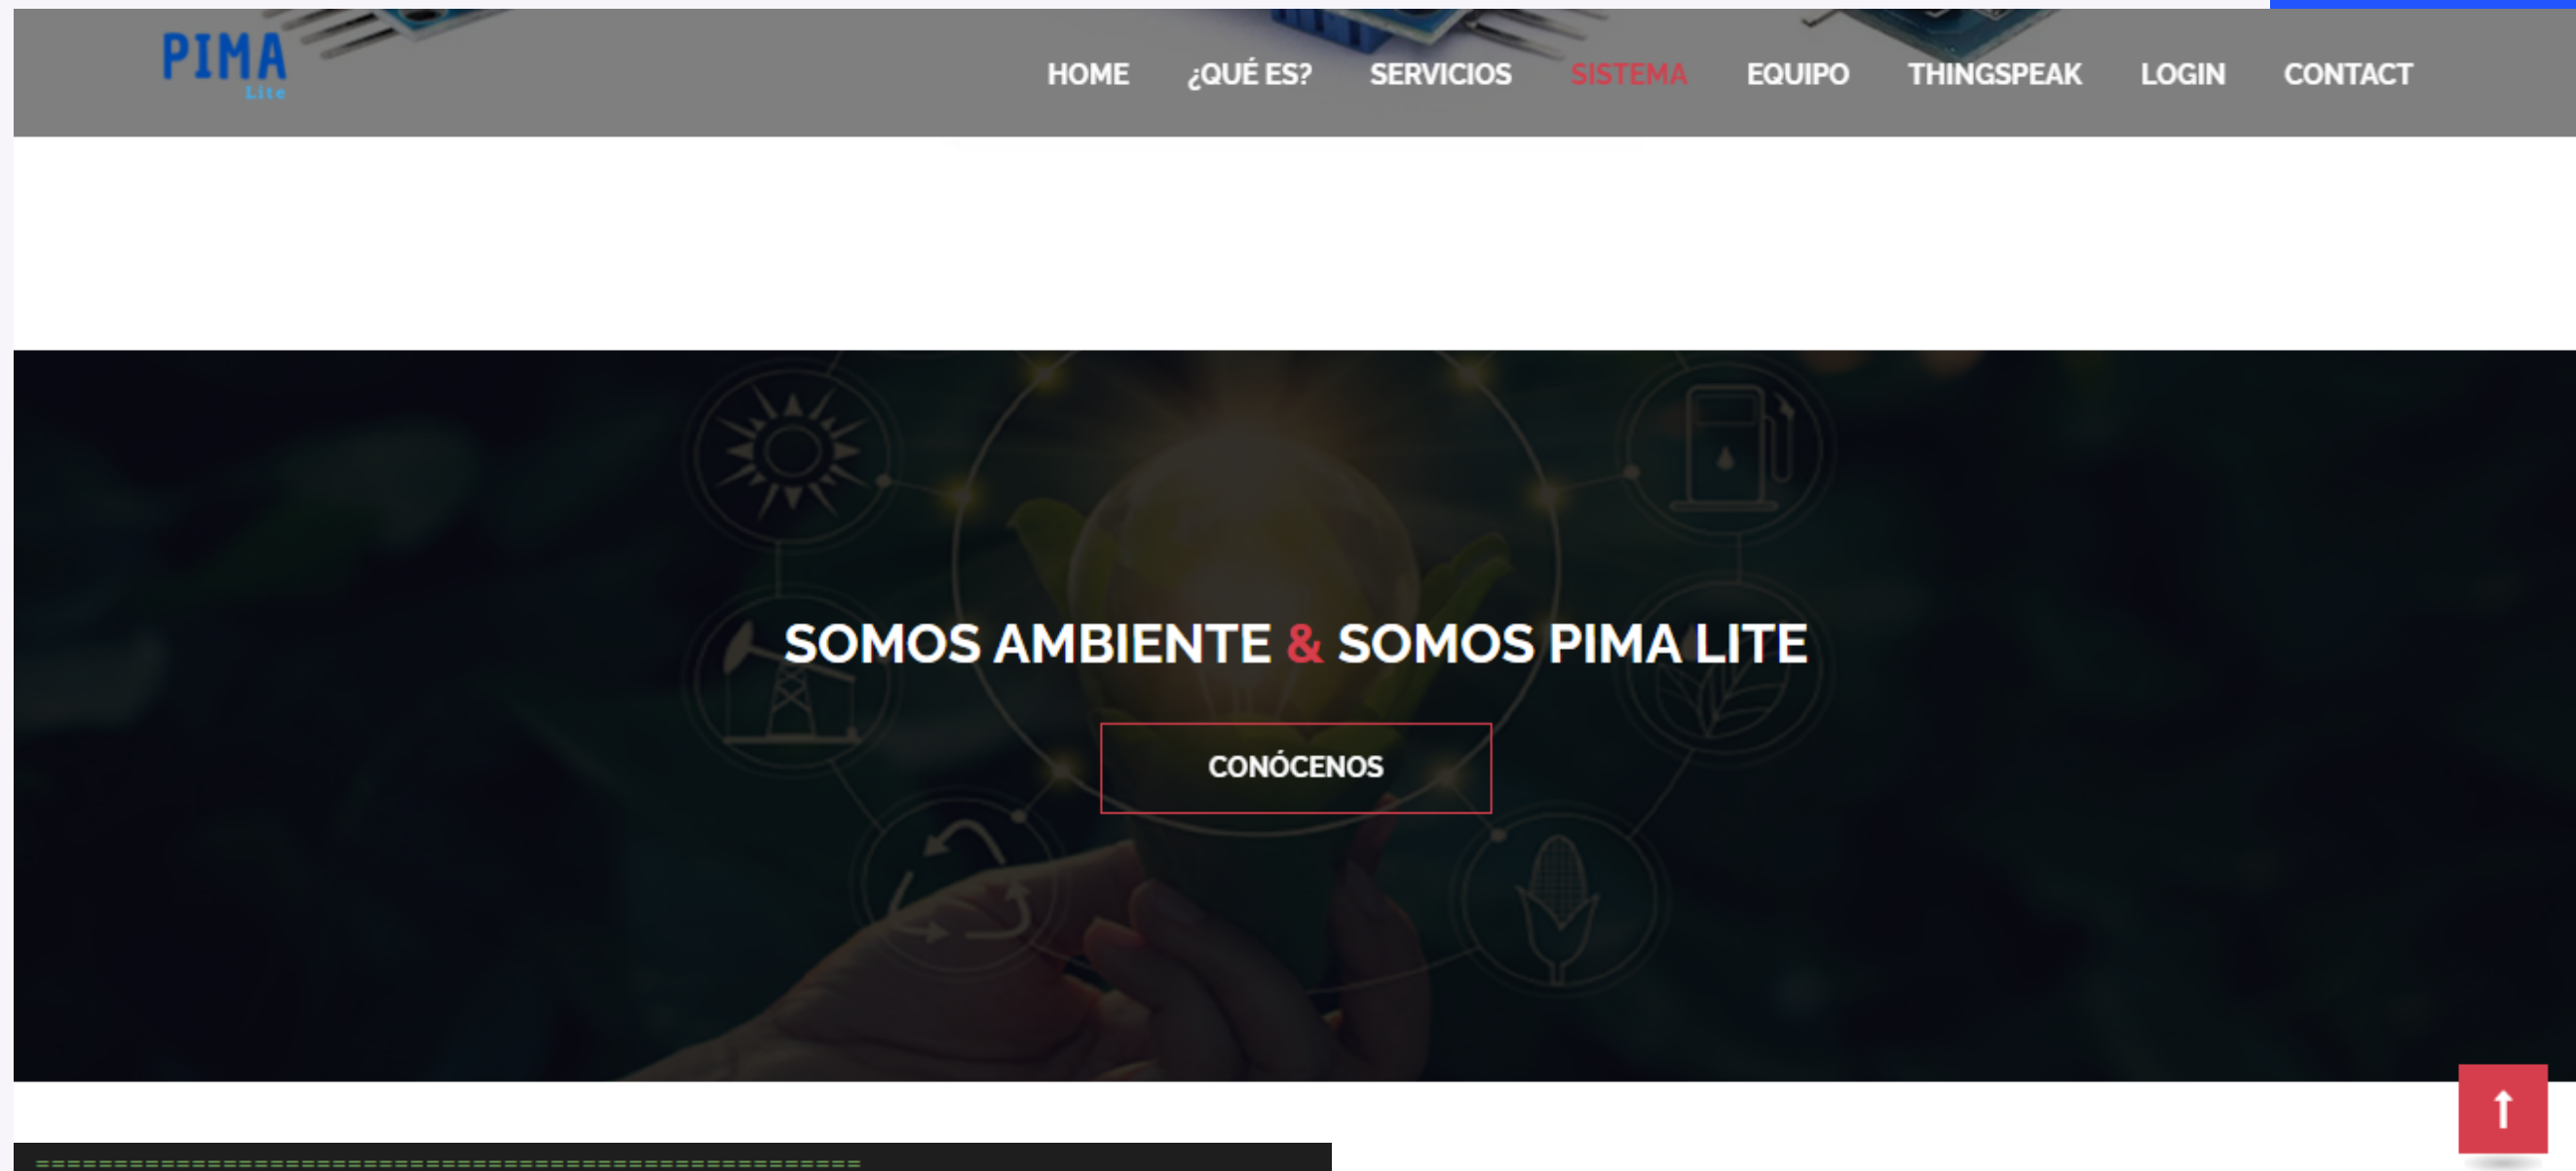 PIMA
Lite
HOME ¿QUÉ ES? SERVICIOS SISTEMA EQUIPO THINGSPEAK LOGIN CONTACT
SOMOS AMBIENTE & SOMOS PIMA LITE
CONÓCENOS
=====================================================